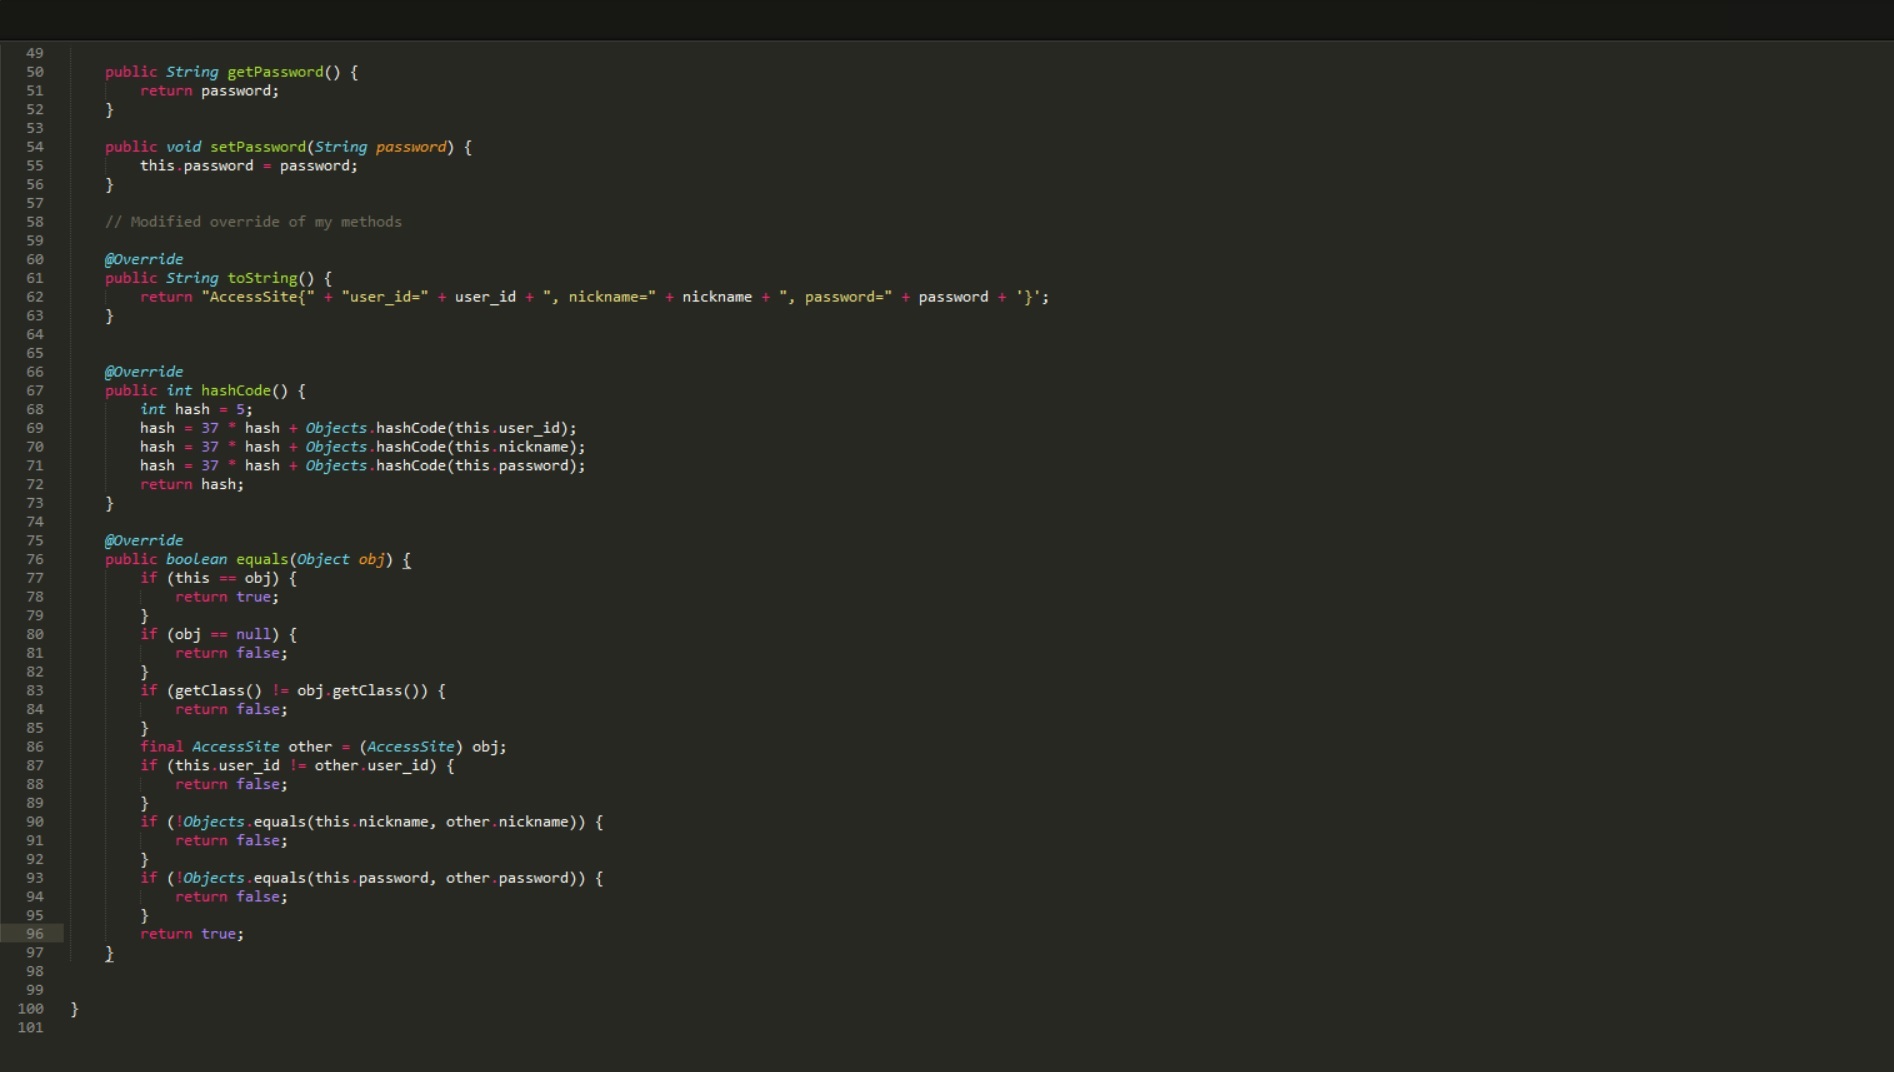 49
50 public String getPassword() {
51 return password;
52 }
53
54 public void setPassword(String password) {
55 this.password = password;
56 }
57
58 // Modified override of my methods
59
60 @Override
61 public String toString() {
62 return "AccessSite{" + "user_id=" + user_id + ", nickname=" + nickname + ", password=" + password + '}';
63 }
64
65
66 @Override
67 public int hashCode() {
68 int hash = 5;
69 hash = 37 * hash + Objects.hashCode(this.user_id);
70 hash = 37 * hash + Objects.hashCode(this.nickname);
71 hash = 37 * hash + Objects.hashCode(this.password);
72 return hash;
73 }
74
75 @Override
76 public boolean equals(Object obj) {
77 if (this == obj) {
78 return true;
79 }
80 if (obj == null) {
81 return false;
82 }
83 if (getClass() != obj.getClass()) {
84 return false;
85 }
86 final AccessSite other = (AccessSite) obj;
87 if (this.user_id != other.user_id) {
88 return false;
89 }
90 if (!Objects.equals(this.nickname, other.nickname)) {
91 return false;
92 }
93 if (!Objects.equals(this.password, other.password)) {
94 return false;
95 }
96 return true;
97 }
98
99
100 }
101